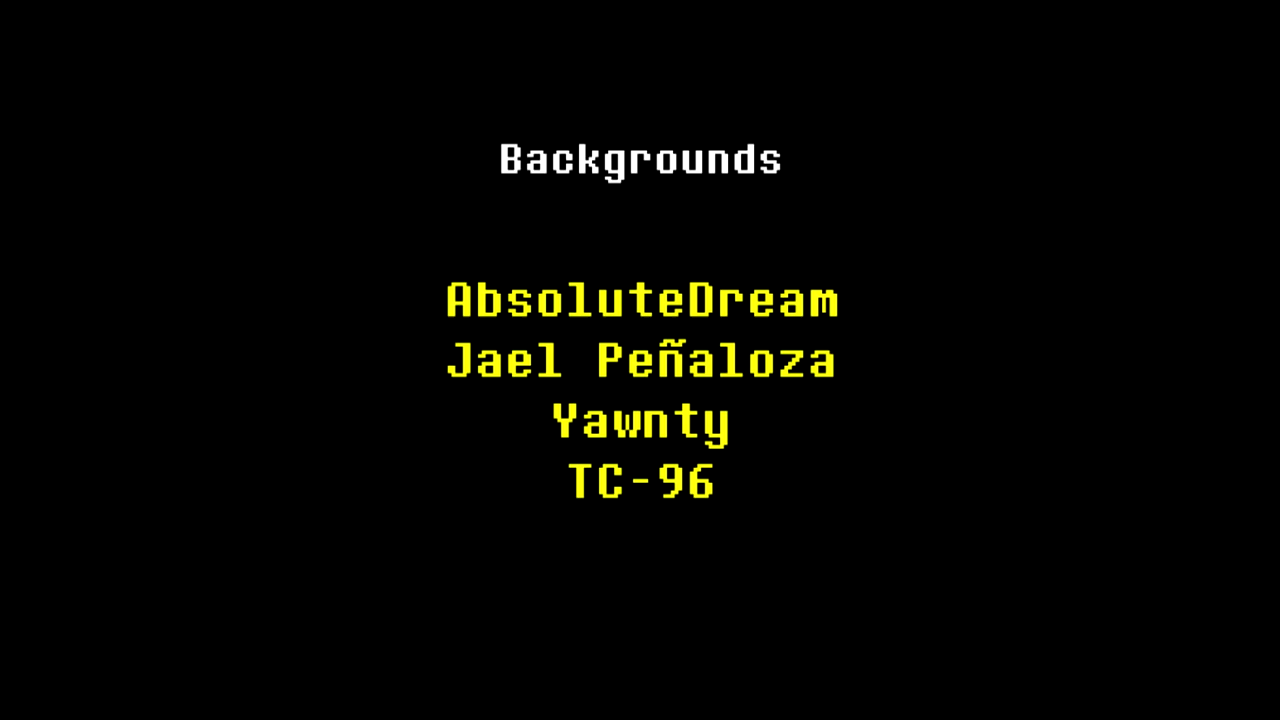 Backgrounds
AbsoluteDream
Jael Peñaloza
Yawnty
TC-96